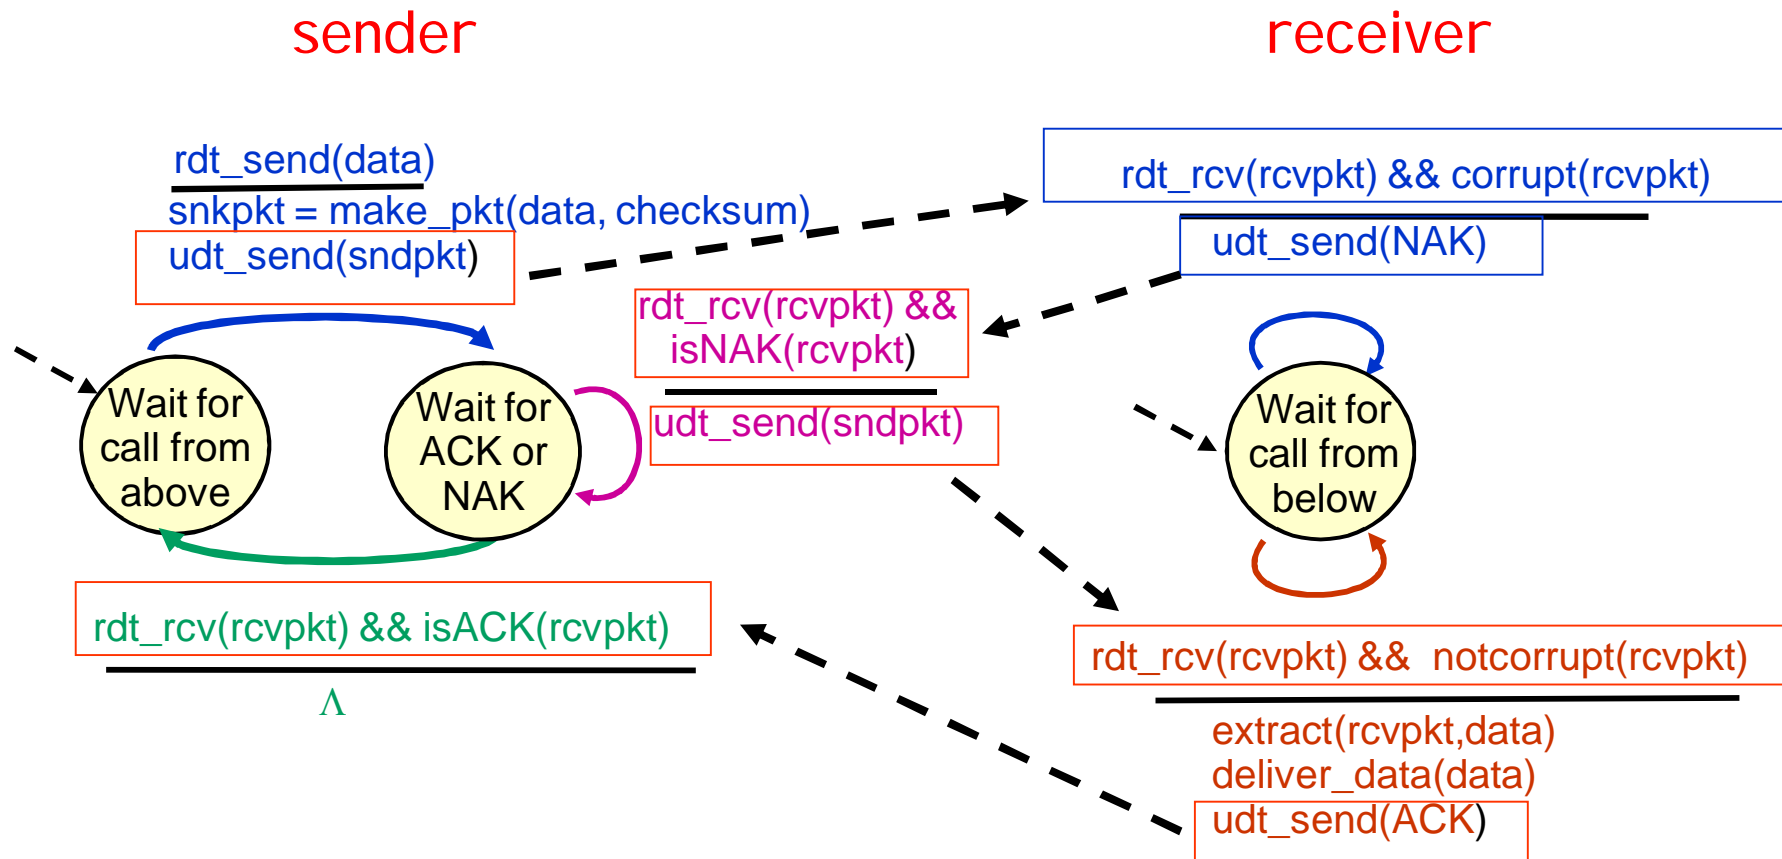 sender
receiver
rdt_send(data)
snkpkt = make_pkt(data, checksum)
udt_send(sndpkt)
rdt_rcv(rcvpkt) && corrupt(rcvpkt)
udt_send(NAK)
rdt_rcv(rcvpkt) &&
isNAK(rcvpkt)
udt_send(sndpkt)
Wait for
call from
above
Wait for
ACK or
NAK
Wait for
call from
below
rdt_rcv(rcvpkt) && isACK(rcvpkt)
Λ
rdt_rcv(rcvpkt) && notcorrupt(rcvpkt)
extract(rcvpkt,data)
deliver_data(data)
udt_send(ACK)